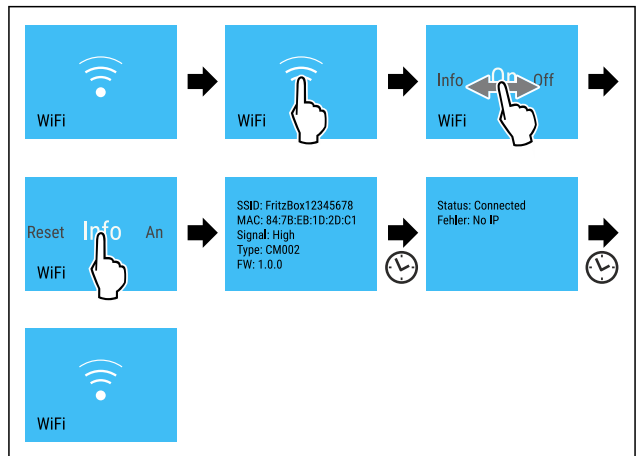 WiFi
WiFi
Info On Off
WiFi
Reset Info An
WiFi
SSID: FritzBox12345678
MAC: 84:7B:EB:1D:2D:C1
Signal: High
Type: CM002
FW: 1.0.0
Status: Connected
Fehler: No IP
WiFi